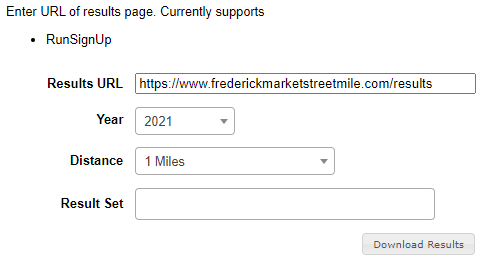 Enter URL of results page. Currently supports
• RunSignUp
Results URL https://www.frederickmarketstreetmile.com/results
Year 2021
Distance 1 Miles
Result Set
Download Results